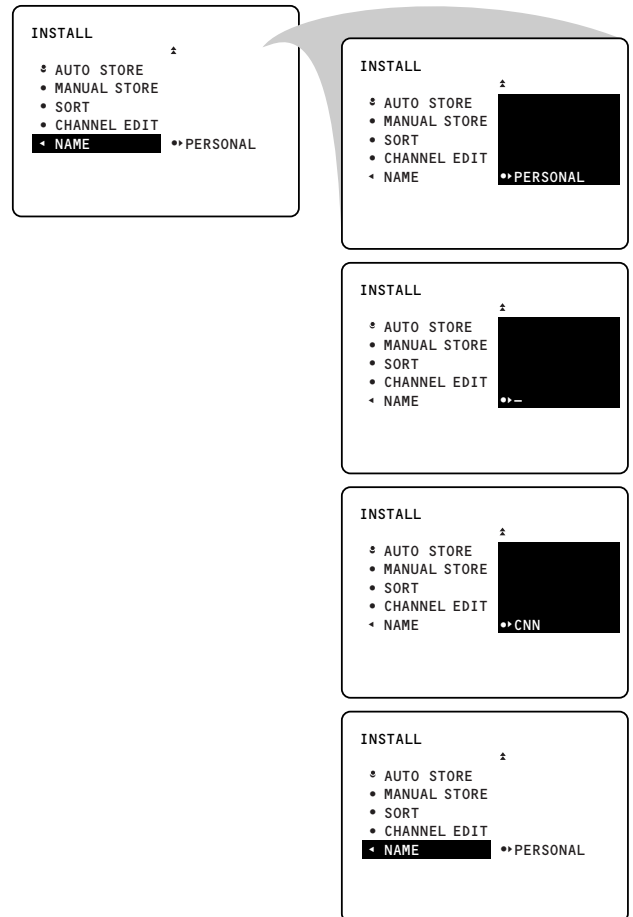 INSTALL
AUTO STORE
MANUAL STORE
SORT
CHANNEL EDIT
NAME PERSONAL
INSTALL
AUTO STORE
MANUAL STORE
SORT
CHANNEL EDIT
NAME PERSONAL
INSTALL
AUTO STORE
MANUAL STORE
SORT
CHANNEL EDIT
NAME –
INSTALL
AUTO STORE
MANUAL STORE
SORT
CHANNEL EDIT
NAME CNN
INSTALL
AUTO STORE
MANUAL STORE
SORT
CHANNEL EDIT
NAME PERSONAL